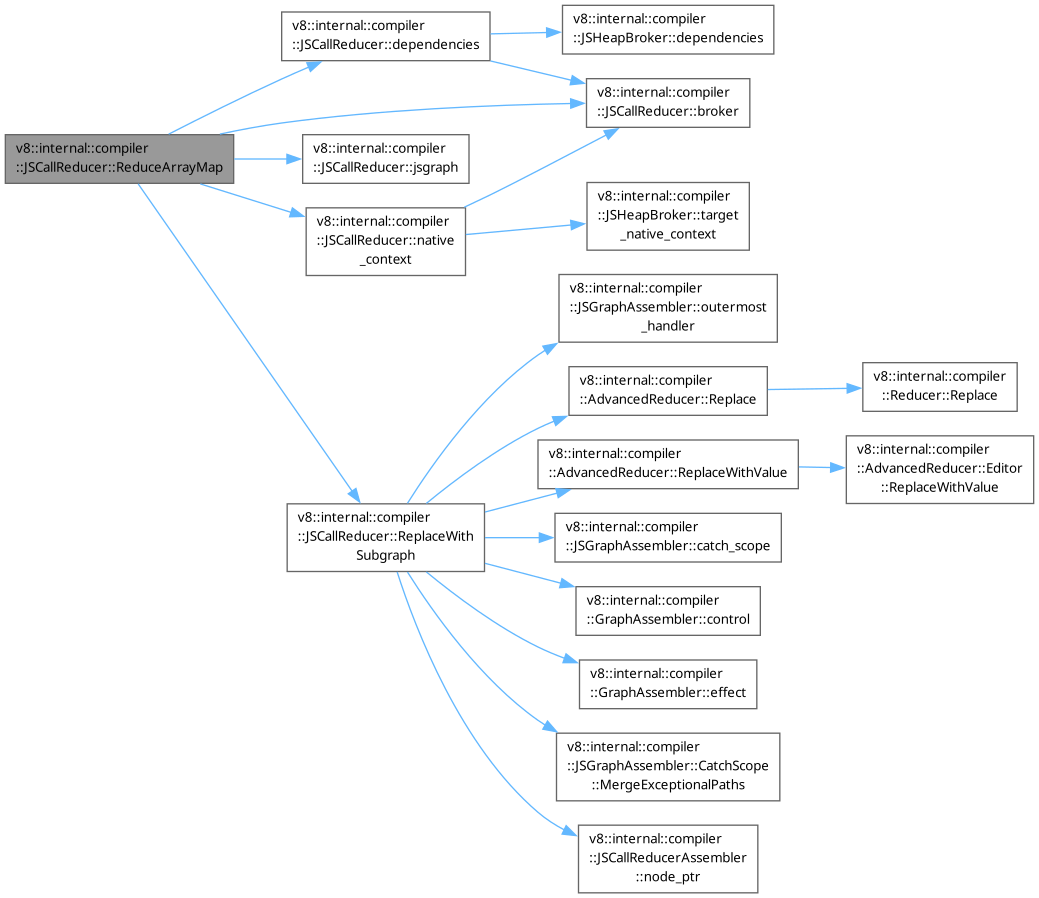 v8::internal::compiler
::JSCallReducer::ReduceArrayMap
v8::internal::compiler
::JSCallReducer::dependencies
v8::internal::compiler
::JSHeapBroker::dependencies
v8::internal::compiler
::JSCallReducer::broker
v8::internal::compiler
::JSCallReducer::jsgraph
v8::internal::compiler
::JSCallReducer::native
_context
v8::internal::compiler
::JSHeapBroker::target
_native_context
v8::internal::compiler
::JSCallReducer::ReplaceWith
Subgraph
v8::internal::compiler
::JSGraphAssembler::outermost
_handler
v8::internal::compiler
::AdvancedReducer::Replace
v8::internal::compiler
::Reducer::Replace
v8::internal::compiler
::AdvancedReducer::ReplaceWithValue
v8::internal::compiler
::AdvancedReducer::Editor
::ReplaceWithValue
v8::internal::compiler
::JSGraphAssembler::catch_scope
v8::internal::compiler
::GraphAssembler::control
v8::internal::compiler
::GraphAssembler::effect
v8::internal::compiler
::JSGraphAssembler::CatchScope
::MergeExceptionalPaths
v8::internal::compiler
::JSCallReducerAssembler
::node_ptr